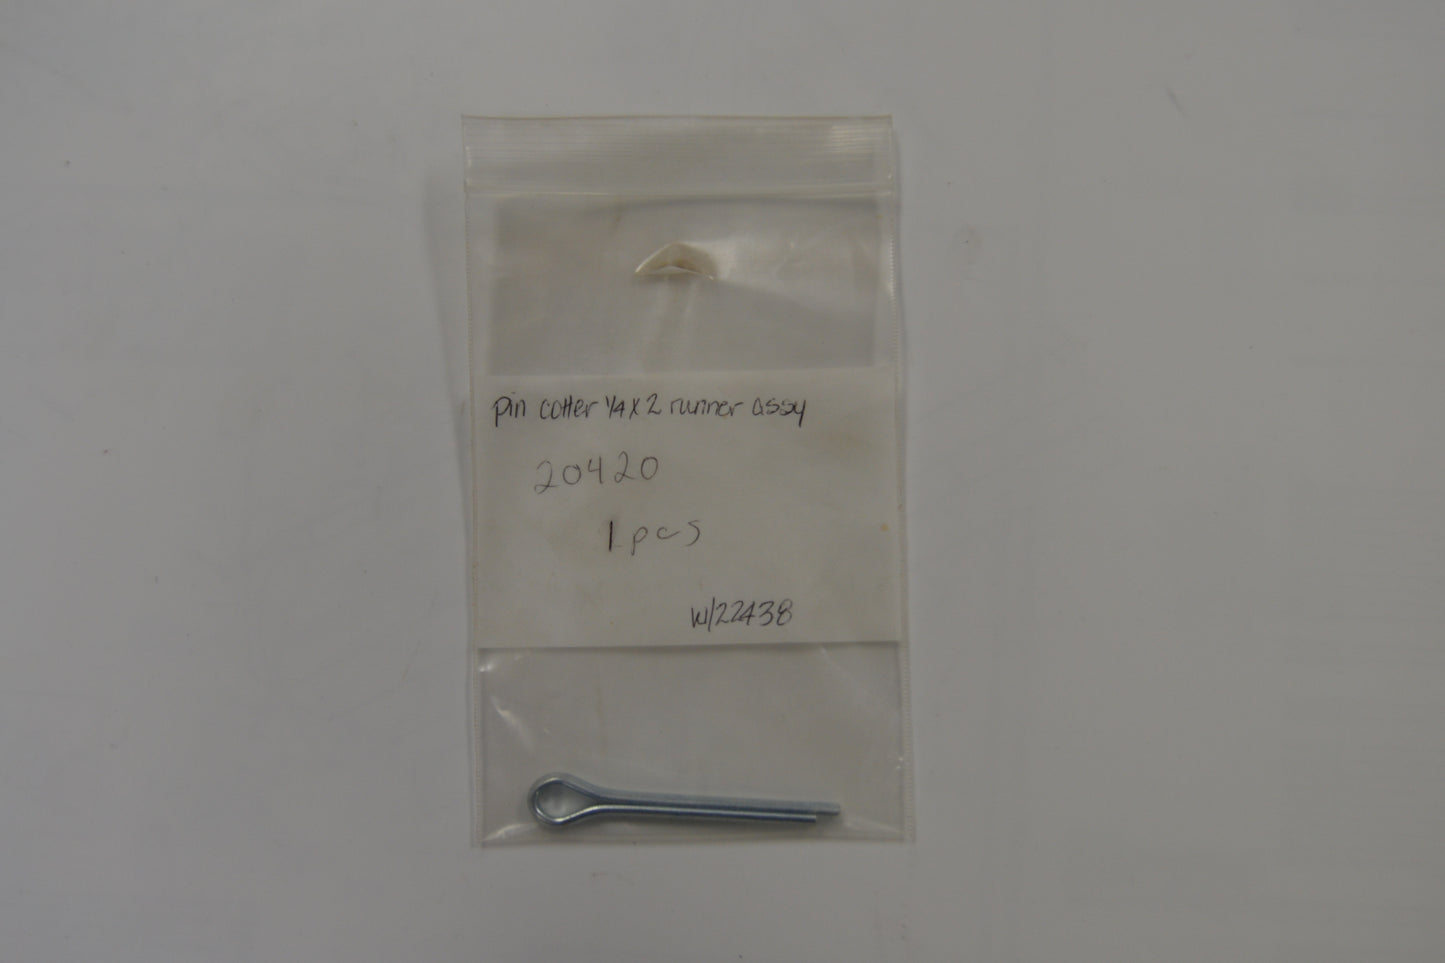 pin cotter 1/4 x 2 runner assy
20420
1 pcs
w/22438